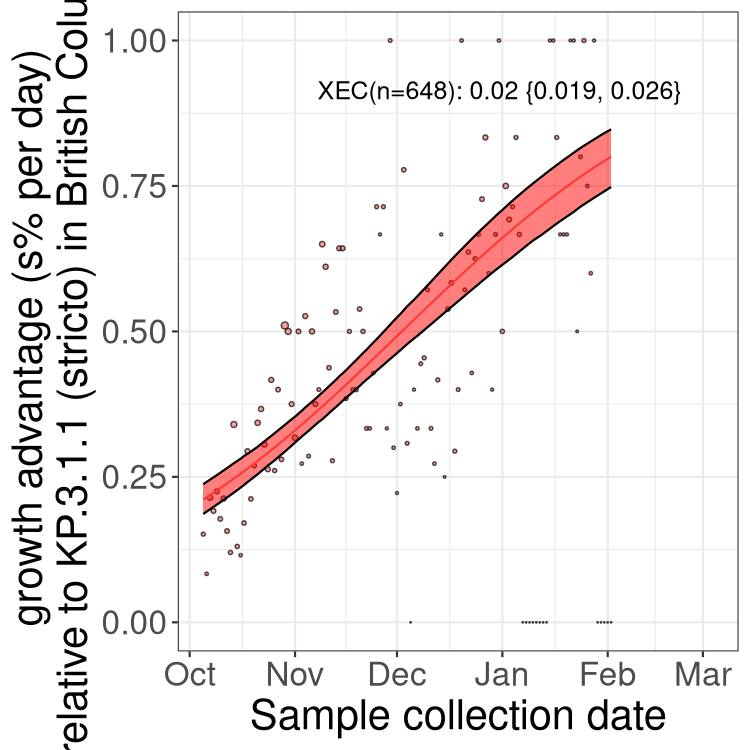 growth advantage (s% per day)
relative to KP.3.1.1 (stricto) in British Colu
1.00
0.75
0.50
0.25
0.00
XEC(n=648): 0.02 {0.019, 0.026}
Oct Nov Dec Jan Feb Mar
Sample collection date